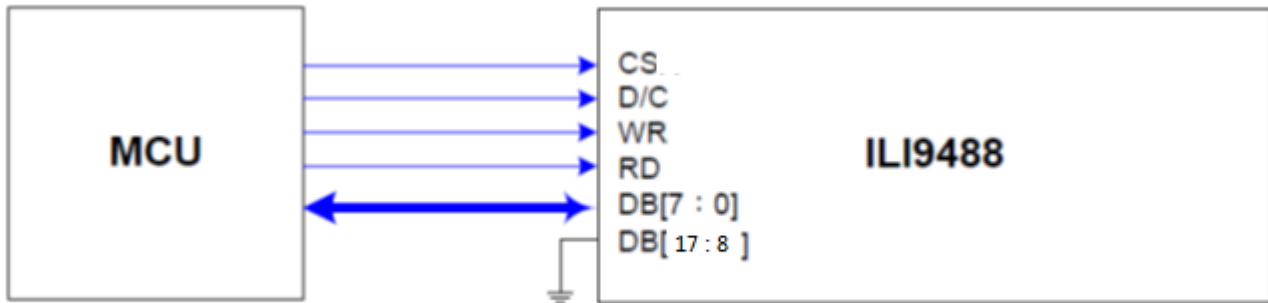 MCU
CS
D/C
WR
RD
DB[7 : 0]
DB[ 17 : 8 ]
ILI9488